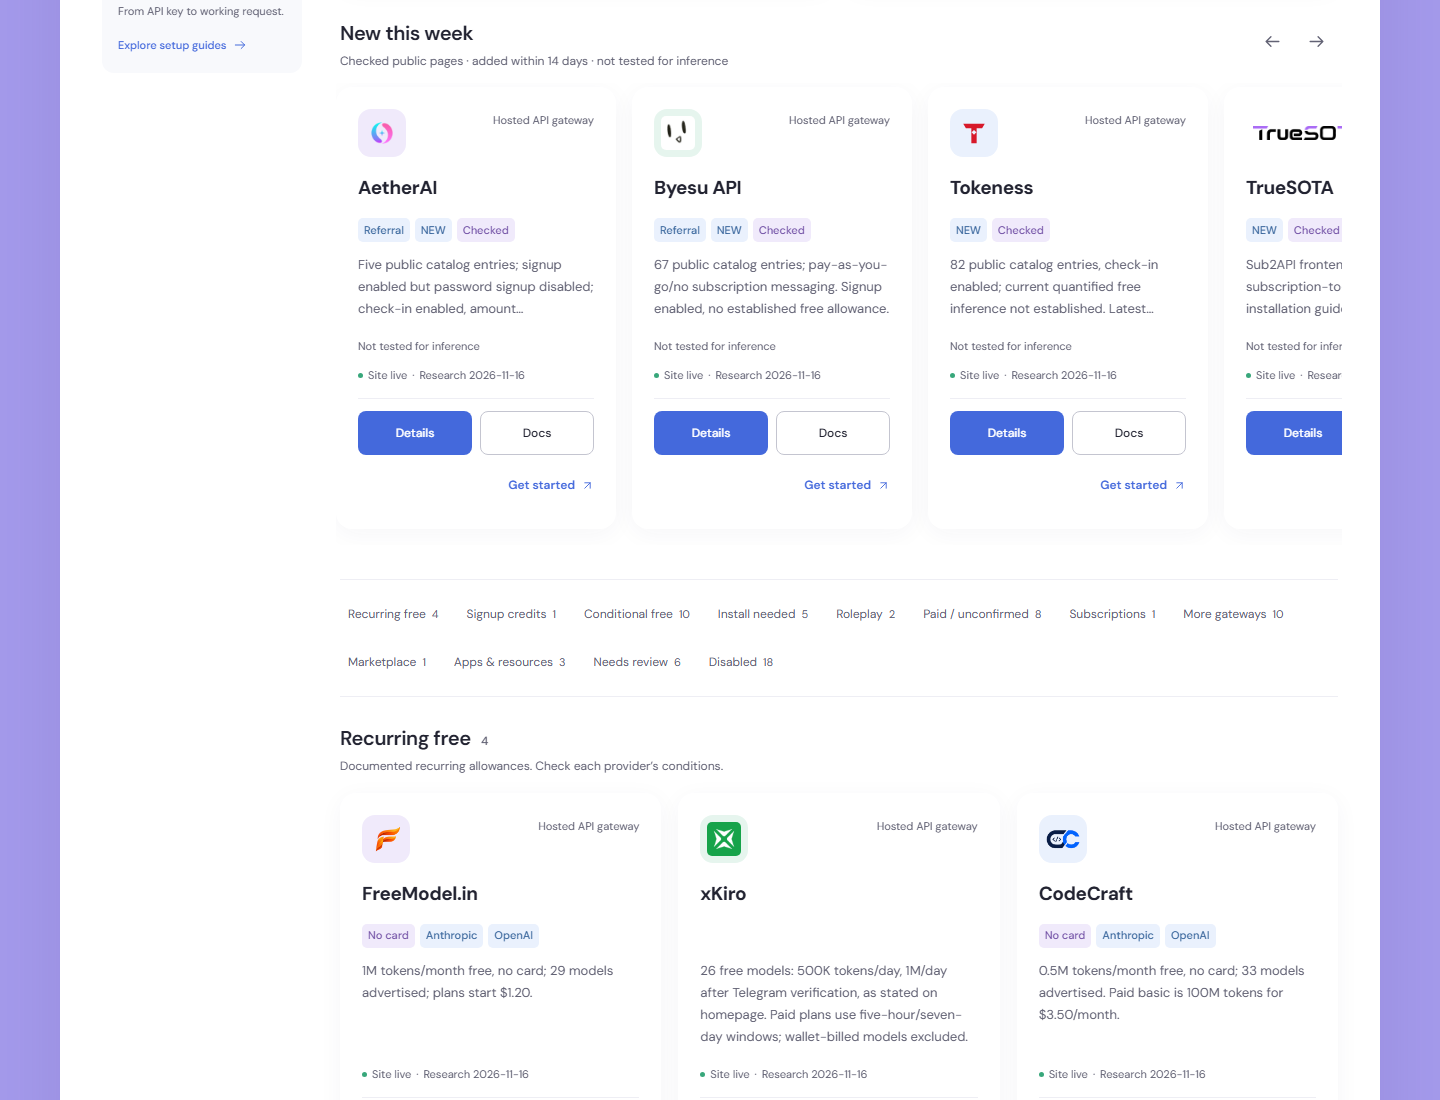 From API key to working request.
Explore setup guides →
New this week
Checked public pages · added within 14 days · not tested for inference
← →
Hosted API gateway
AetherAI
Referral NEW Checked
Five public catalog entries; signup
enabled but password signup disabled;
check-in enabled, amount…
Not tested for inference
Site live · Research 2026-11-16
Details Docs
Get started ↗
Hosted API gateway
Byesu API
Referral NEW Checked
67 public catalog entries; pay-as-you-
go/no subscription messaging. Signup
enabled, no established free allowance.
Not tested for inference
Site live · Research 2026-11-16
Details Docs
Get started ↗
Hosted API gateway
Tokeness
NEW Checked
82 public catalog entries, check-in
enabled; current quantified free
inference not established. Latest…
Not tested for inference
Site live · Research 2026-11-16
Details Docs
Get started ↗
TrueSO
TrueSOTA
NEW Checked
Sub2API fronten
subscription-to
installation guid
Not tested for infer
Site live · Resear
Details
Recurring free 4 Signup credits 1 Conditional free 10 Install needed 5 Roleplay 2 Paid / unconfirmed 8 Subscriptions 1 More gateways 10
Marketplace 1 Apps & resources 3 Needs review 6 Disabled 18
Recurring free 4
Documented recurring allowances. Check each provider's conditions.
Hosted API gateway
FreeModel.in
No card Anthropic OpenAI
1M tokens/month free, no card; 29 models
advertised; plans start $1.20.
Site live · Research 2026-11-16
Hosted API gateway
xKiro
26 free models: 500K tokens/day, 1M/day
after Telegram verification, as stated on
homepage. Paid plans use five-hour/seven-
day windows; wallet-billed models excluded.
Site live · Research 2026-11-16
Hosted API gateway
CodeCraft
No card Anthropic OpenAI
0.5M tokens/month free, no card; 33 models
advertised. Paid basic is 100M tokens for
$3.50/month.
Site live · Research 2026-11-16